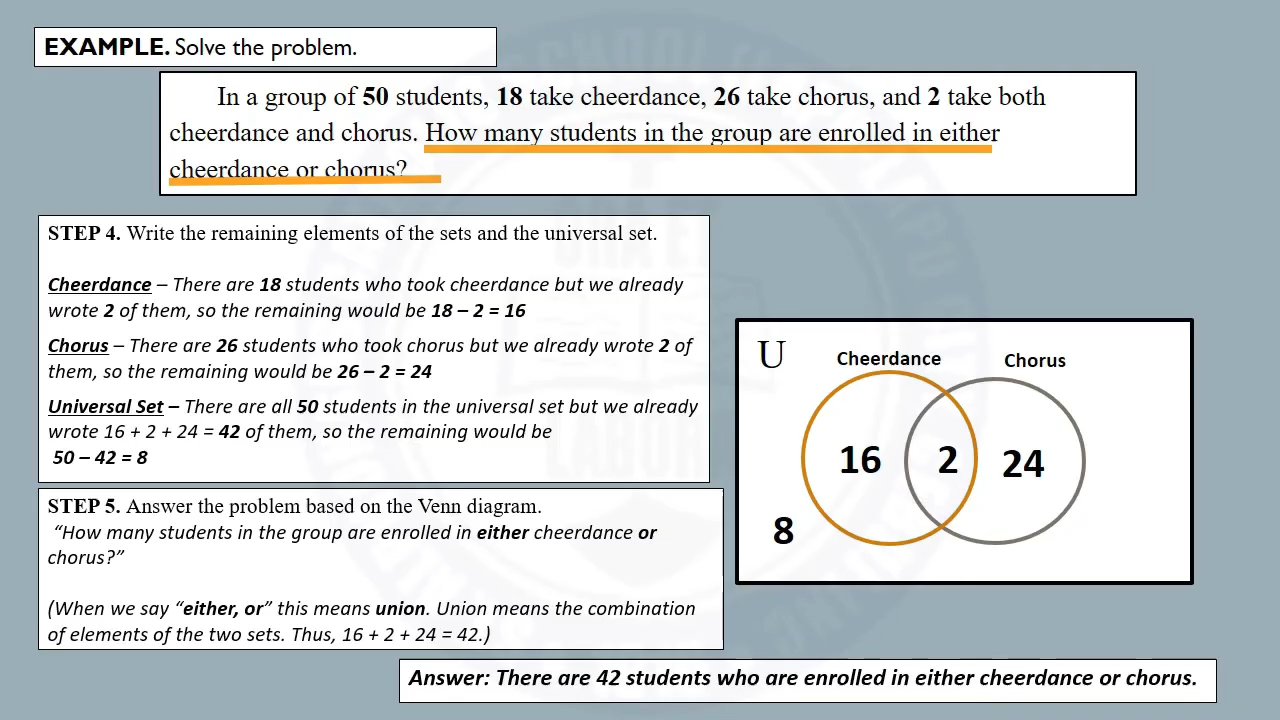 EXAMPLE. Solve the problem.
In a group of 50 students, 18 take cheerdance, 26 take chorus, and 2 take both
cheerdance and chorus. How many students in the group are enrolled in either
cheerdance or chorus?
STEP 4. Write the remaining elements of the sets and the universal set.
Cheerdance – There are 18 students who took cheerdance but we already
wrote 2 of them, so the remaining would be 18 – 2 = 16
Chorus – There are 26 students who took chorus but we already wrote 2 of
them, so the remaining would be 26 – 2 = 24
Universal Set – There are all 50 students in the universal set but we already
wrote 16 + 2 + 24 = 42 of them, so the remaining would be
50 – 42 = 8
STEP 5. Answer the problem based on the Venn diagram.
“How many students in the group are enrolled in either cheerdance or
chorus?”
(When we say “either, or” this means union. Union means the combination
of elements of the two sets. Thus, 16 + 2 + 24 = 42.)
U
Cheerdance
Chorus
16
2
24
8
Answer: There are 42 students who are enrolled in either cheerdance or chorus.